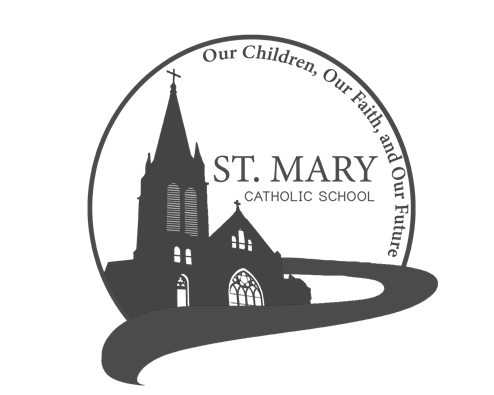 Our Children, Our Faith, and Our Future
ST. MARY
CATHOLIC SCHOOL